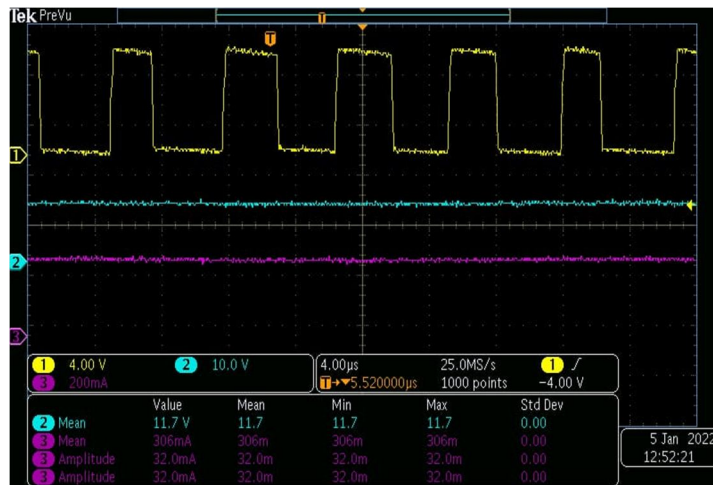 Tek PreVu
T
T
1
2
3
1 4.00 V 2 10.0 V
3 200mA
4.00µs 25.0MS/s 1
T→▼5.520000µs 1000 points −4.00 V
Value Mean Min Max Std Dev
2 Mean 11.7 V 11.7 11.7 11.7 0.00
3 Mean 306mA 306m 306m 306m 0.00
3 Amplitude 32.0mA 32.0m 32.0m 32.0m 0.00
3 Amplitude 32.0mA 32.0m 32.0m 32.0m 0.00
5 Jan 2022
12:52:21